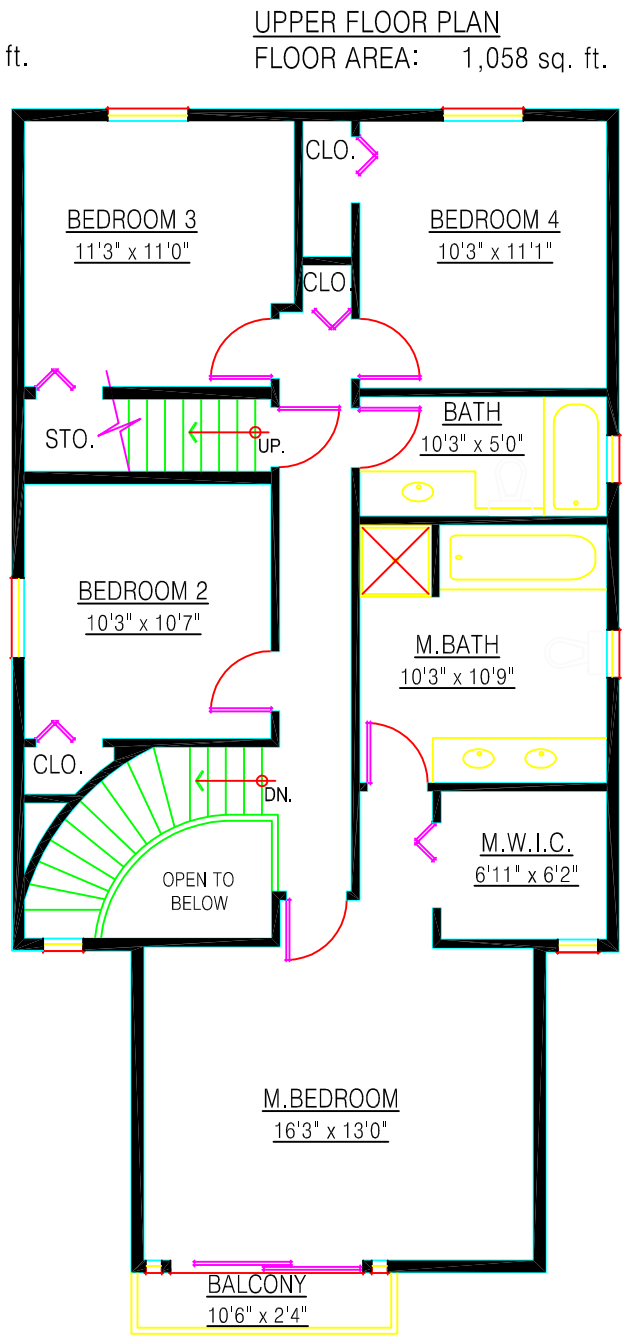 UPPER FLOOR PLAN
ft.
FLOOR AREA: 1,058 sq. ft.
CLO.
BEDROOM 3
11'3" x 11'0"
BEDROOM 4
10'3" x 11'1"
CLO.
STO.
UP.
BATH
10'3" x 5'0"
BEDROOM 2
10'3" x 10'7"
M.BATH
10'3" x 10'9"
CLO.
DN.
M.W.I.C.
6'11" x 6'2"
OPEN TO
BELOW
M.BEDROOM
16'3" x 13'0"
BALCONY
10'6" x 2'4"